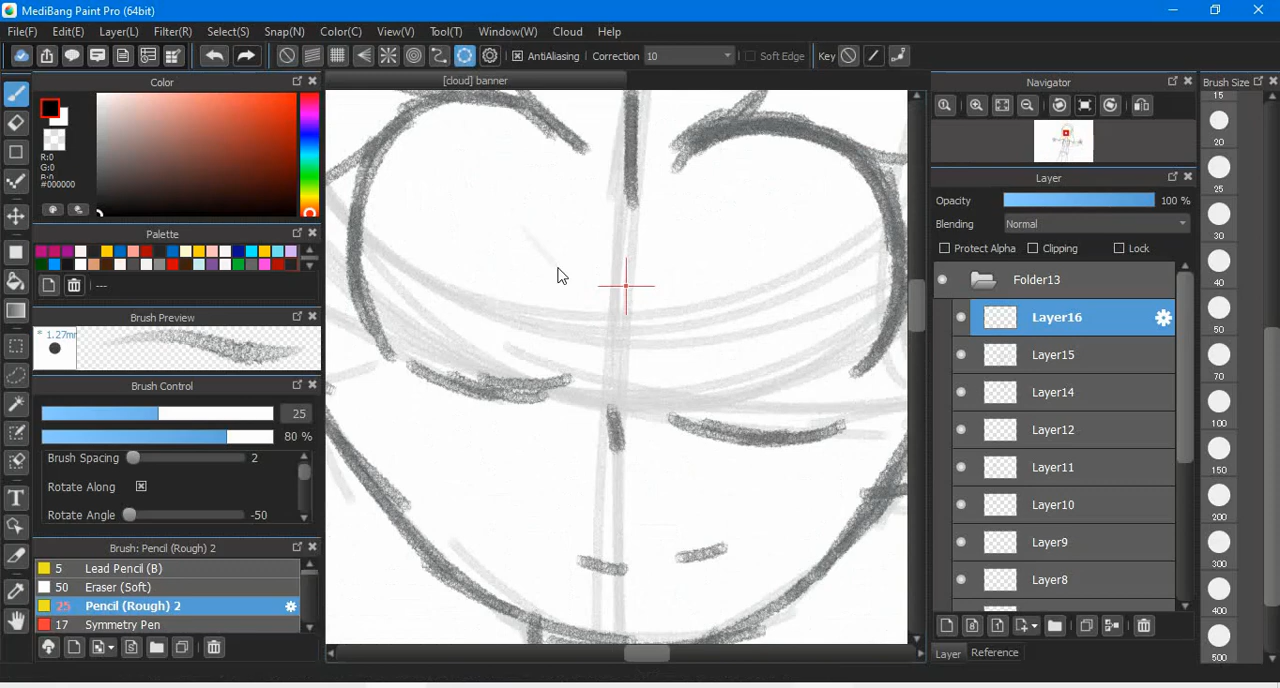 MediBang Paint Pro (64bit)
File(F) Edit(E) Layer(L) Filter(R) Select(S) Snap(N) Color(C) View(V) Tool(T) Window(W) Cloud Help
AntiAliasing Correction 10 Soft Edge Key
Color
[cloud] banner
Navigator
Brush Size
R:0
G:0
B:0
#000000
Palette
---
Brush Preview
* 1.27m
Brush Control
25
80 %
Brush Spacing 2
Rotate Along
Rotate Angle -50
Brush: Pencil (Rough) 2
5 Lead Pencil (B)
50 Eraser (Soft)
25 Pencil (Rough) 2
17 Symmetry Pen
Layer
Opacity 100 %
Blending Normal
Protect Alpha Clipping Lock
Folder13
Layer16
Layer15
Layer14
Layer12
Layer11
Layer10
Layer9
Layer8
Layer Reference
15
20
25
30
40
50
70
100
150
200
300
400
500